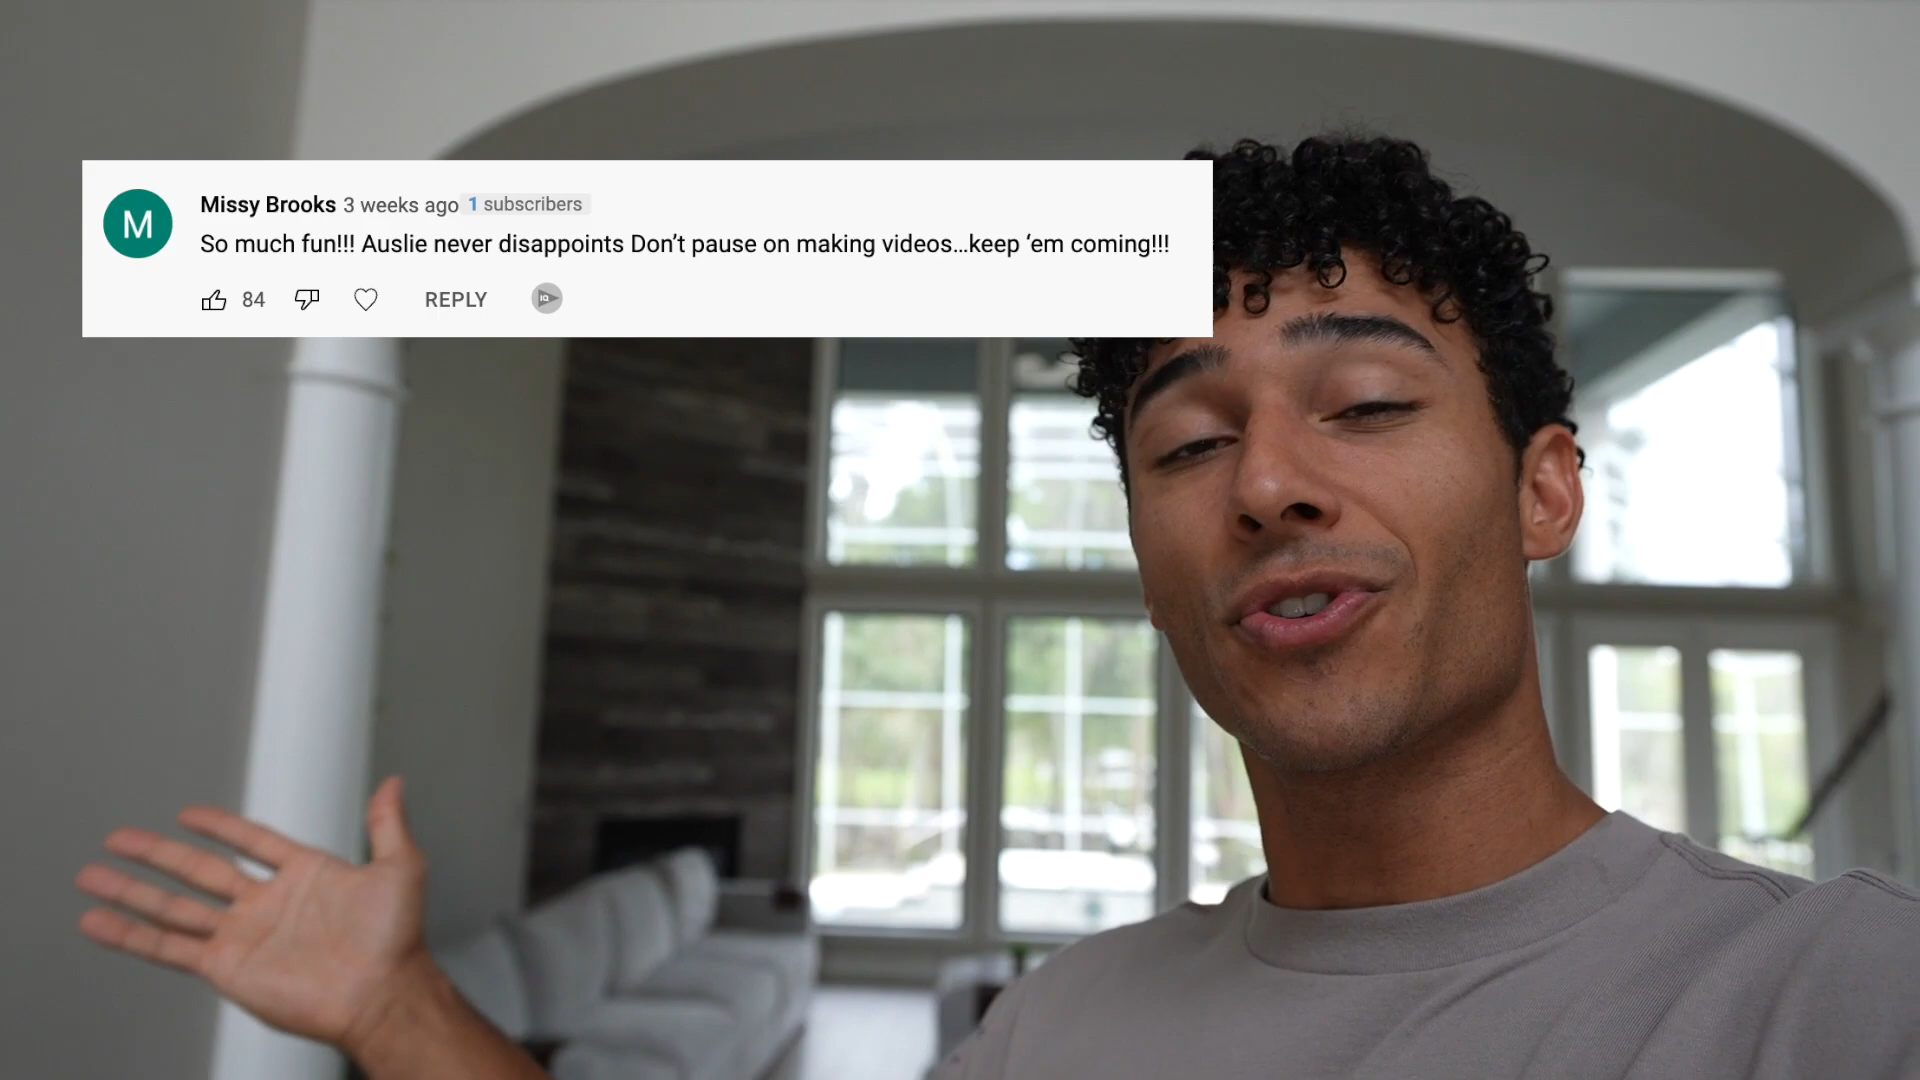 M
Missy Brooks 3 weeks ago 1 subscribers
So much fun!!! Auslie never disappoints Don’t pause on making videos…keep ‘em coming!!!
84 REPLY IQ